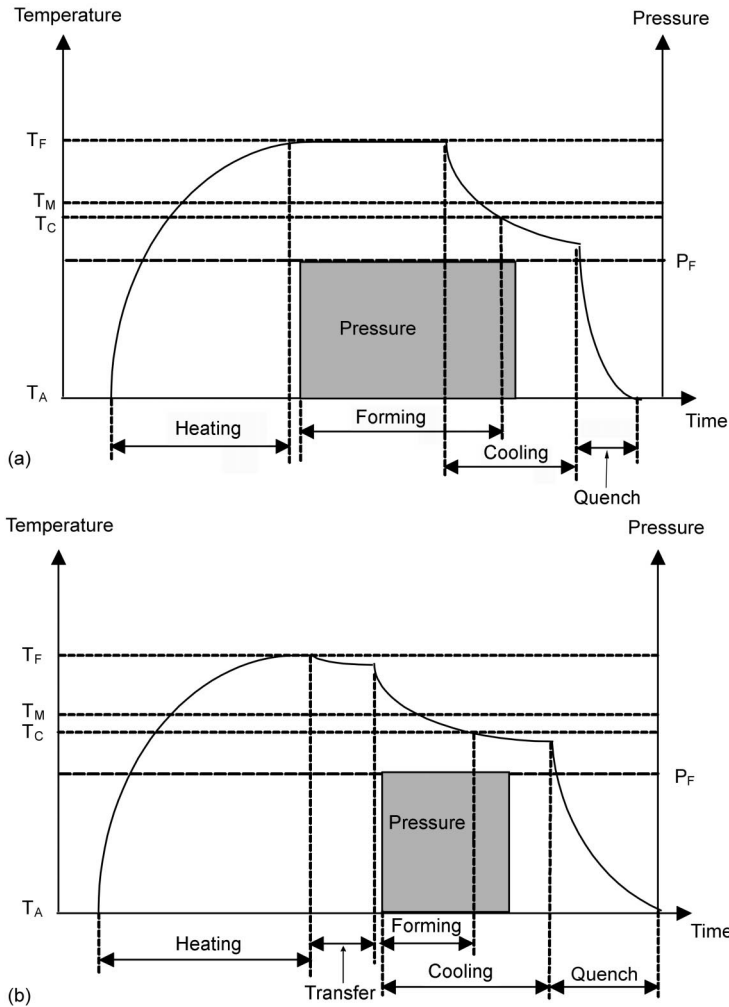 Temperature
Pressure
T_F
T_M
T_C
P_F
Pressure
T_A
Time
Heating
Forming
(a)
Cooling
Quench
Temperature
Pressure
T_F
T_M
T_C
P_F
Pressure
T_A
Time
Forming
Heating
Cooling
Quench
Transfer
(b)